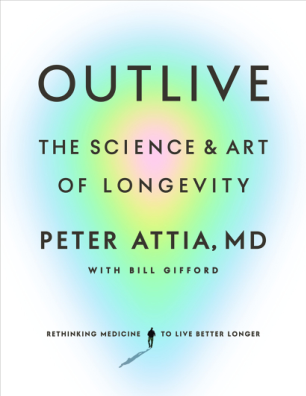 OUTLIVE
THE SCIENCE & ART
OF LONGEVITY
PETER ATTIA, MD
WITH BILL GIFFORD
RETHINKING MEDICINE TO LIVE BETTER LONGER